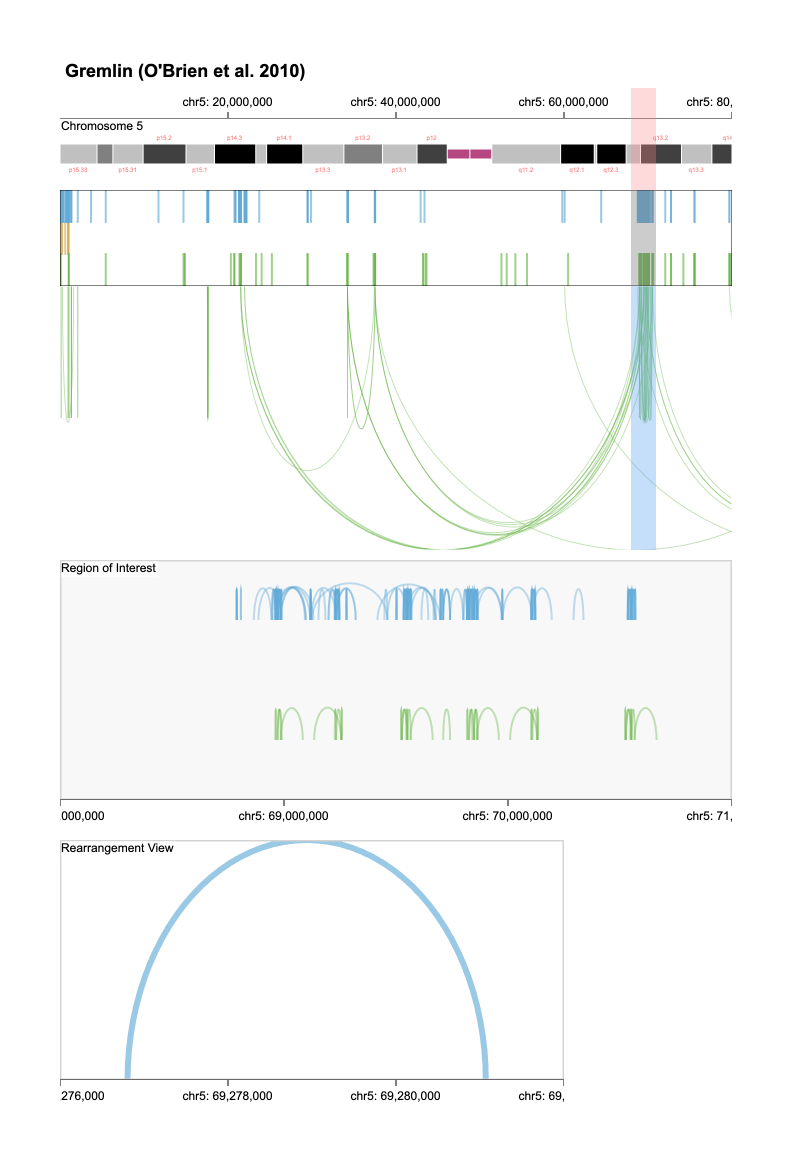 Gremlin (O'Brien et al. 2010)
chr5: 20,000,000 chr5: 40,000,000 chr5: 60,000,000 chr5: 80,
Chromosome 5
p15.2 p14.3 p14.1 p13.2 p12 q13.2 q14
p15.33 p15.31 p15.1 p13.3 p13.1 q11.2 q12.1 q12.3 q13.3
Region of Interest
000,000 chr5: 69,000,000 chr5: 70,000,000 chr5: 71,
Rearrangement View
276,000 chr5: 69,278,000 chr5: 69,280,000 chr5: 69,